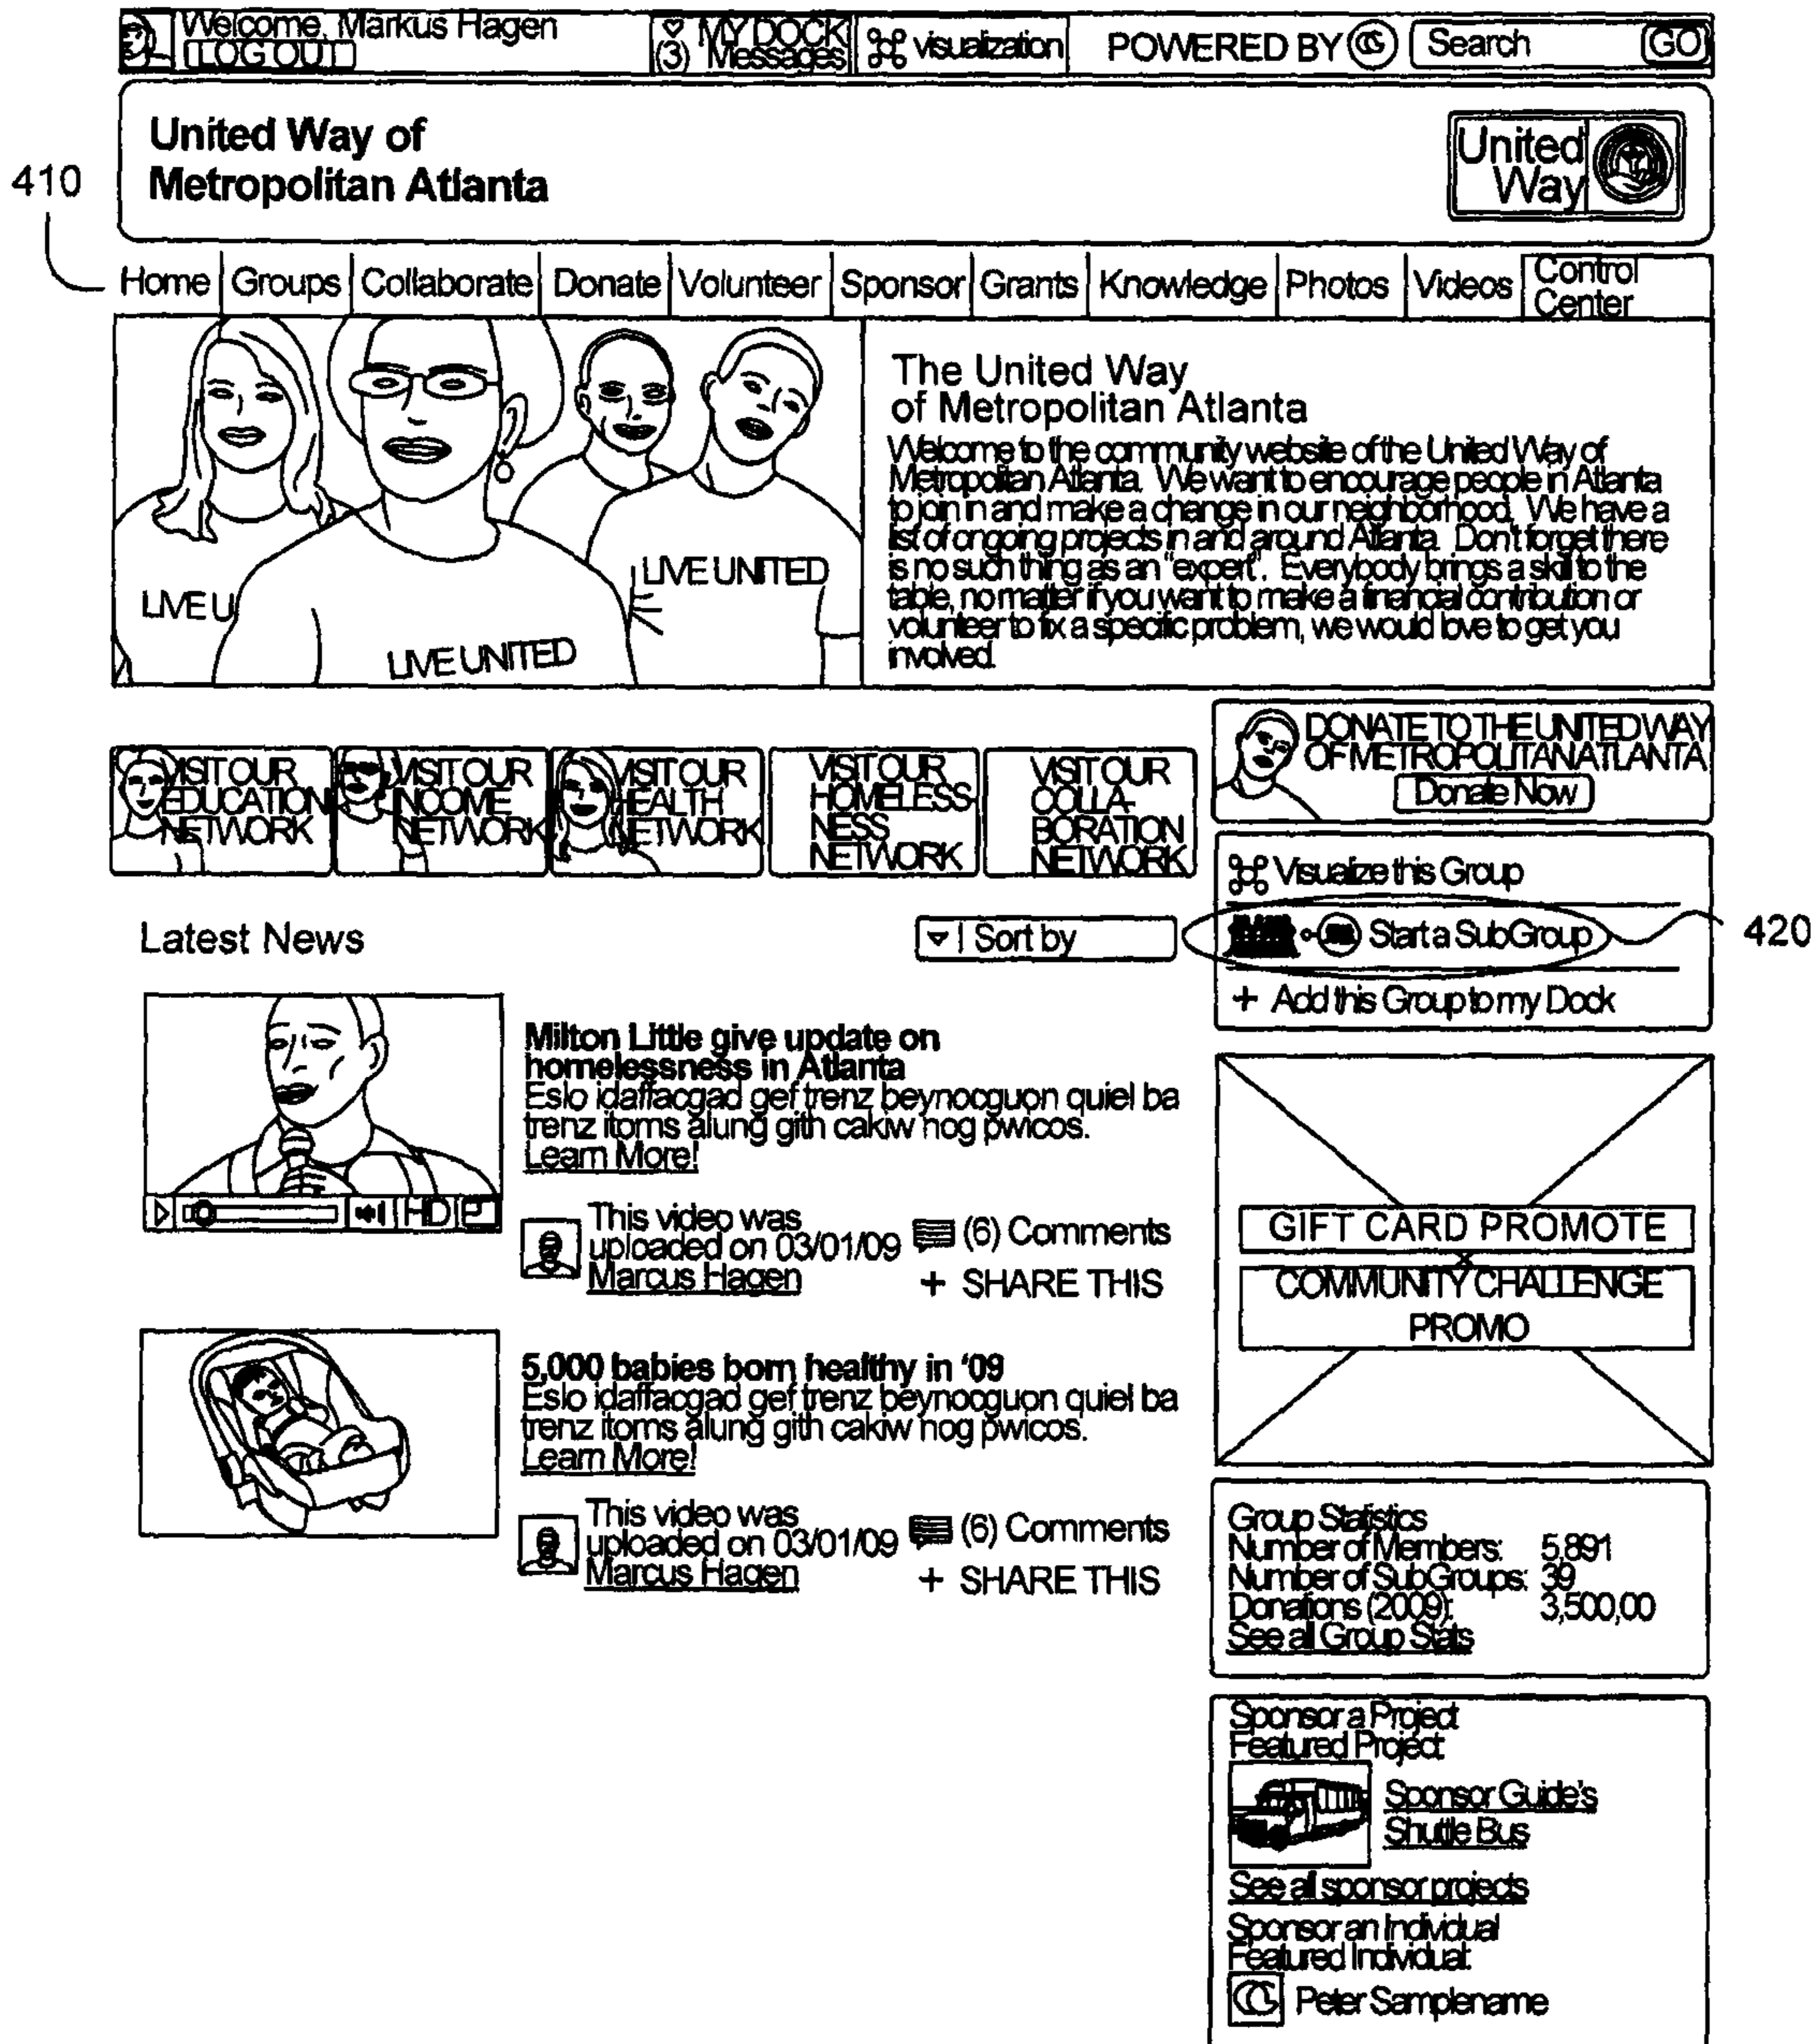 Welcome, Markus Hagen
LOG OUT
MY DOCK
(3) Messages
visualization
POWERED BY
Search
GO
United Way of
Metropolitan Atlanta
United
Way
410
Home
Groups
Collaborate
Donate
Volunteer
Sponsor
Grants
Knowledge
Photos
Videos
Control
Center
LIVE U
LIVE UNITED
LIVE UNITED
The United Way
of Metropolitan Atlanta
Welcome to the community website of the United Way of
Metropolitan Atlanta. We want to encourage people in Atlanta
to join in and make a change in our neighborhood. We have a
list of ongoing projects in and around Atlanta. Don't forget there
is no such thing as an "expert". Everybody brings a skill to the
table, no matter if you want to make a financial contribution or
volunteer to fix a specific problem, we would love to get you
involved.
VISIT OUR
EDUCATION
NETWORK
VISIT OUR
INCOME
NETWORK
VISIT OUR
HEALTH
NETWORK
VISIT OUR
HOMELESS-
NESS
NETWORK
VISIT OUR
COLLA-
BORATION
NETWORK
DONATE TO THE UNITED WAY
OF METROPOLITAN ATLANTA
Donate Now
Visualize this Group
Start a SubGroup
420
+ Add this Group to my Dock
Latest News
Sort by
Milton Little give update on
homelessness in Atlanta
Eslo idaffacgad gef trenz beynocguon quiel ba
trenz itoms alung gith cakiw nog pwicos.
Learn More!
HD
This video was
uploaded on 03/01/09
Marcus Hagen
(6) Comments
+ SHARE THIS
5,000 babies born healthy in '09
Eslo idaffacgad gef trenz beynocguon quiel ba
trenz itoms alung gith cakiw nog pwicos.
Learn More!
This video was
uploaded on 03/01/09
Marcus Hagen
(6) Comments
+ SHARE THIS
GIFT CARD PROMOTE
COMMUNITY CHALLENGE
PROMO
Group Statistics
Number of Members: 5,891
Number of SubGroups: 39
Donations (2009): 3,500,00
See all Group Stats
Sponsor a Project
Featured Project:
Sponsor Guide's
Shuttle Bus
See all sponsor projects
Sponsor an Individual
Featured Individual:
Peter Samplename